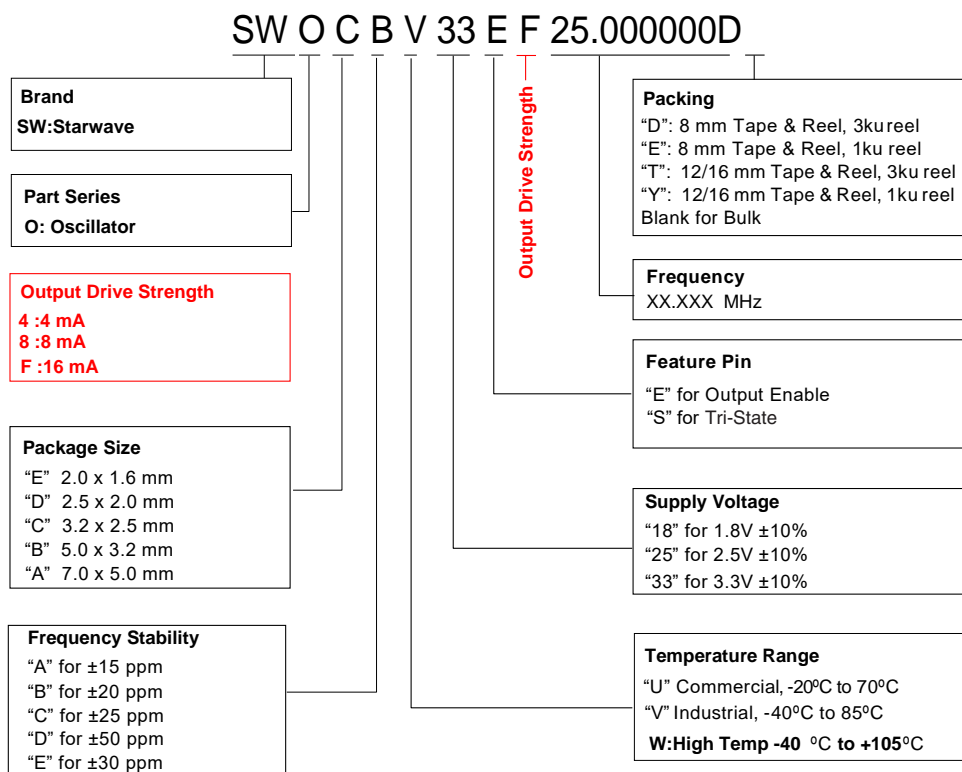 SW O C B V 33 E F 25.000000D
Brand
SW:Starwave
Part Series
O: Oscillator
Output Drive Strength
4 :4 mA
8 :8 mA
F :16 mA
Package Size
“E” 2.0 x 1.6 mm
“D” 2.5 x 2.0 mm
“C” 3.2 x 2.5 mm
“B” 5.0 x 3.2 mm
“A” 7.0 x 5.0 mm
Frequency Stability
“A” for ±15 ppm
“B” for ±20 ppm
“C” for ±25 ppm
“D” for ±50 ppm
“E” for ±30 ppm
Output Drive Strength
Packing
“D”: 8 mm Tape & Reel, 3ku reel
“E”: 8 mm Tape & Reel, 1ku reel
“T”: 12/16 mm Tape & Reel, 3ku reel
“Y”: 12/16 mm Tape & Reel, 1ku reel
Blank for Bulk
Frequency
XX.XXX MHz
Feature Pin
“E” for Output Enable
“S” for Tri-State
Supply Voltage
“18” for 1.8V ±10%
“25” for 2.5V ±10%
“33” for 3.3V ±10%
Temperature Range
“U” Commercial, -20ºC to 70ºC
“V” Industrial, -40ºC to 85ºC
W:High Temp -40 ºC to +105ºC